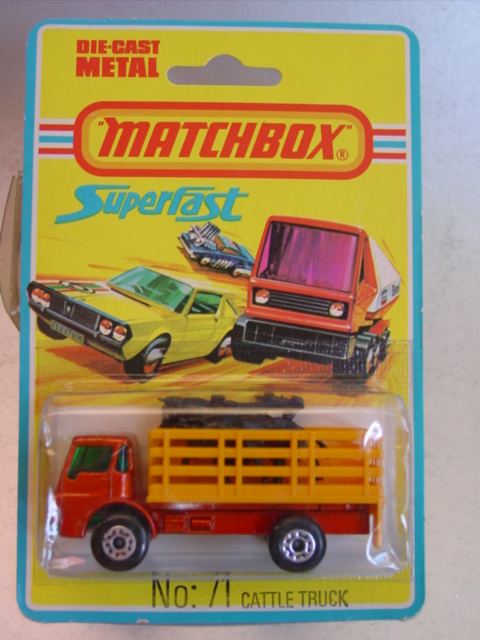 DIE-CAST
METAL
"MATCHBOX"®
Superfast
No: 71 CATTLE TRUCK